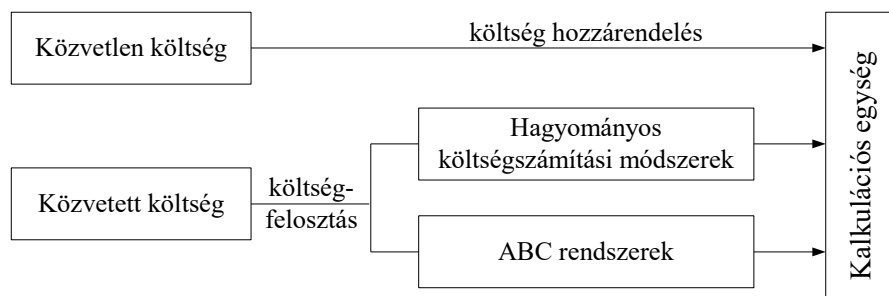 Közvetlen költség
költség hozzárendelés
Kalkulációs egység
Hagyományos
költségszámítási módszerek
Közvetett költség
költség-
felosztás
ABC rendszerek